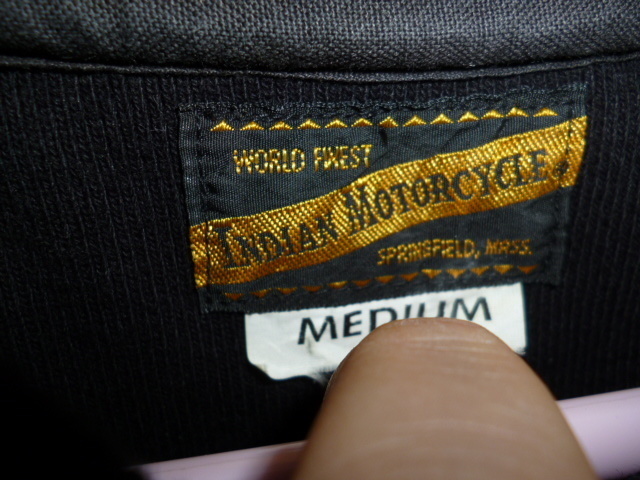 WORLD FINEST
INDIAN MOTORCYCLE
SPRINGFIELD, MASS.
MEDIUM